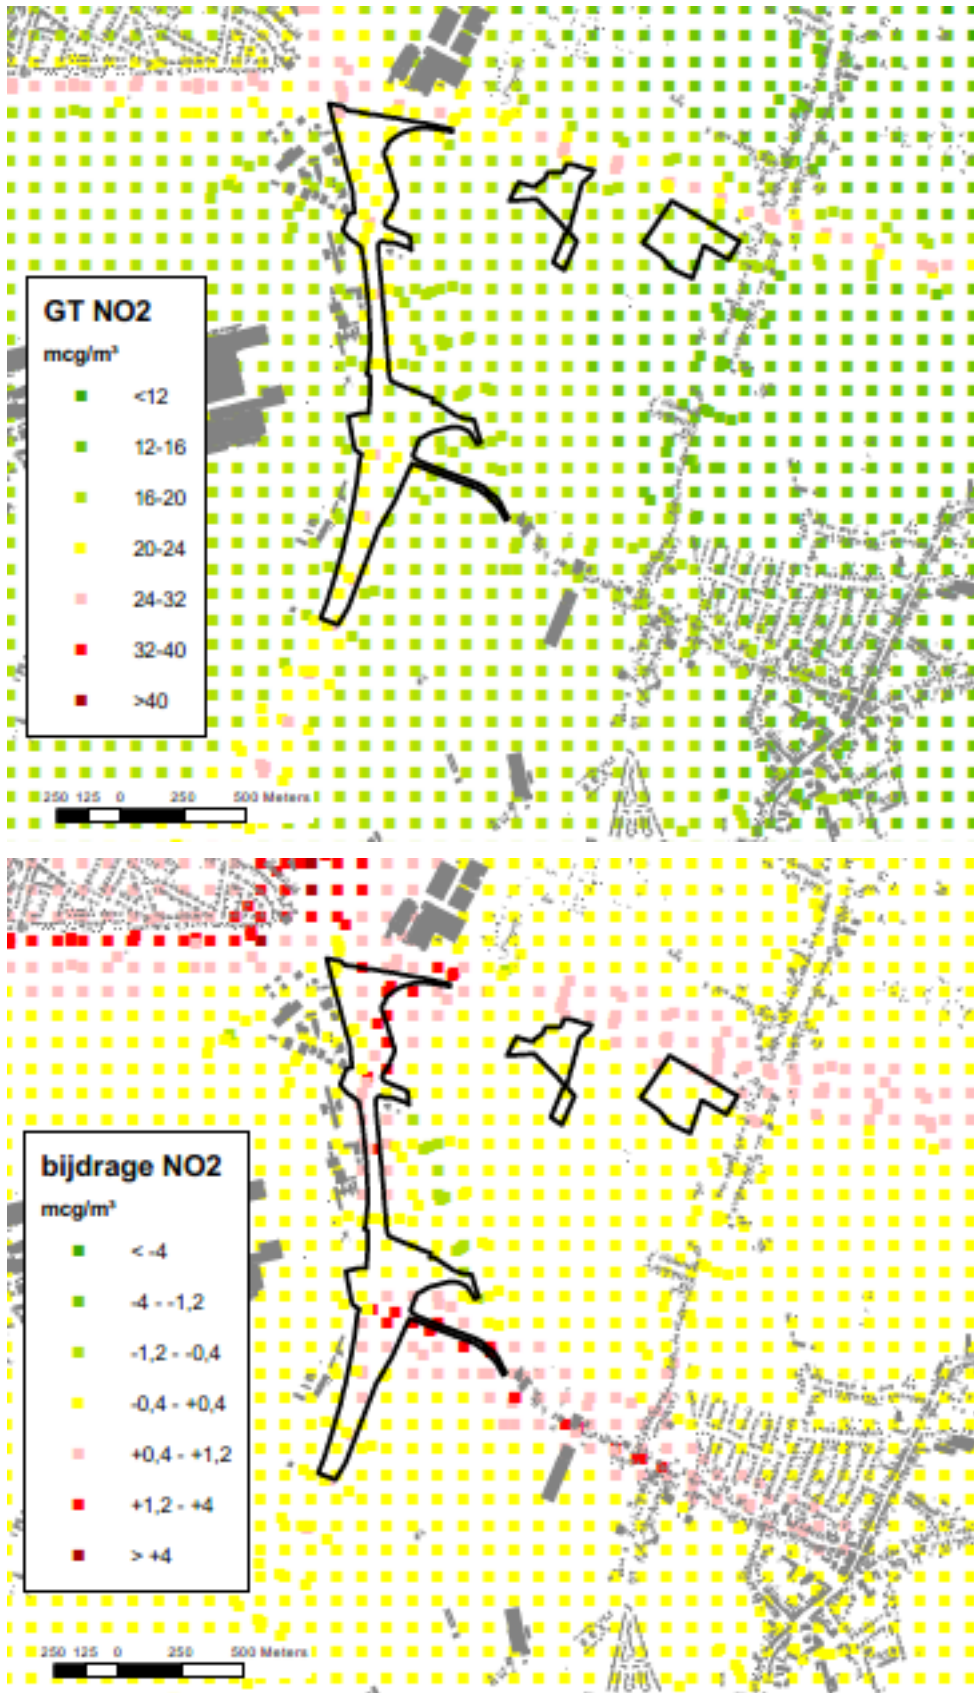 GT NO2
mcg/m³
<12
12-16
16-20
20-24
24-32
32-40
>40
250 125 0 250 500 Meters
bijdrage NO2
mcg/m³
< -4
-4 - -1,2
-1,2 - -0,4
-0,4 - +0,4
+0,4 - +1,2
+1,2 - +4
> +4
250 125 0 250 500 Meters